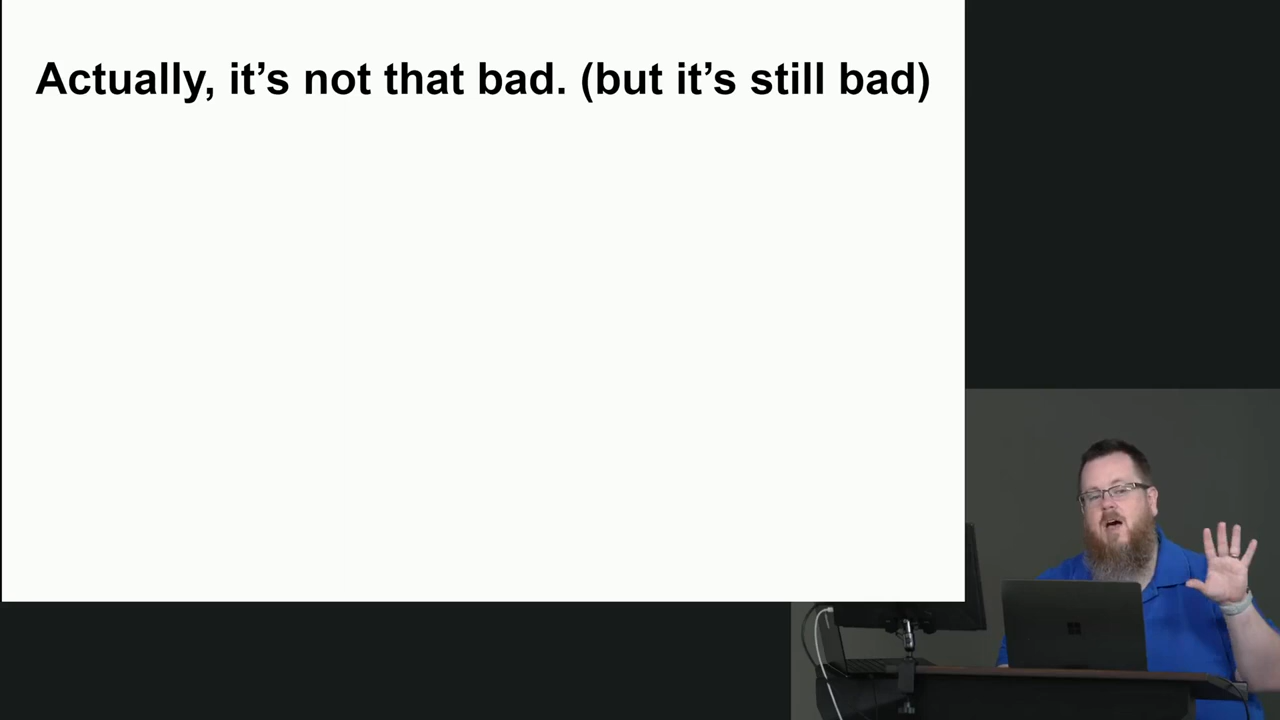 Actually, it’s not that bad. (but it’s still bad)